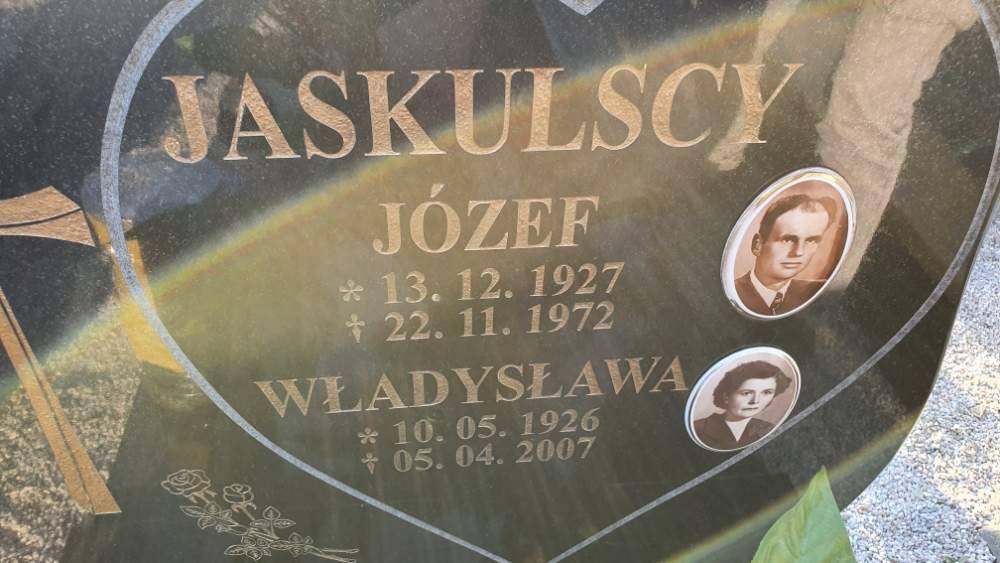 JASKULSCY
JÓZEF
* 13. 12. 1927
† 22. 11. 1972
WŁADYSŁAWA
* 10. 05. 1926
† 05. 04. 2007